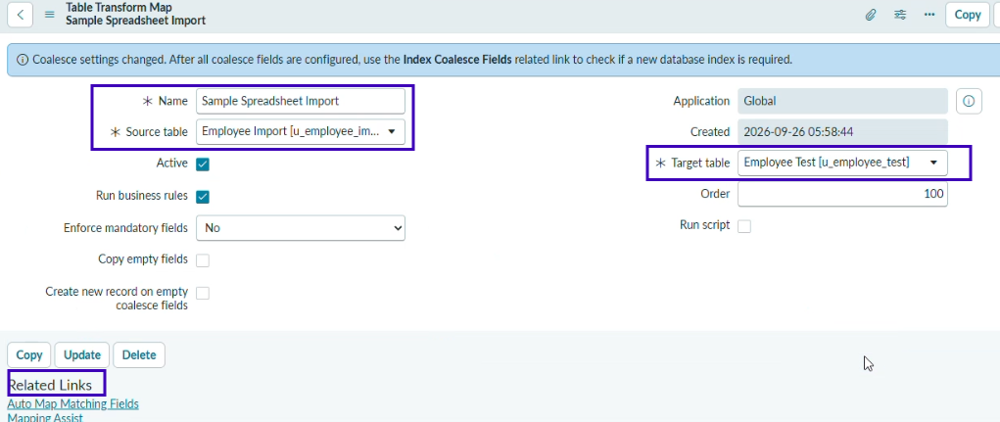 Table Transform Map
Sample Spreadsheet Import
Copy
Coalesce settings changed. After all coalesce fields are configured, use the Index Coalesce Fields related link to check if a new database index is required.
Name Sample Spreadsheet Import
Source table Employee Import [u_employee_im...
Active
Run business rules
Enforce mandatory fields No
Copy empty fields
Create new record on empty
coalesce fields
Application Global
Created 2026-09-26 05:58:44
Target table Employee Test [u_employee_test]
Order 100
Run script
Copy Update Delete
Related Links
Auto Map Matching Fields
Mapping Assist